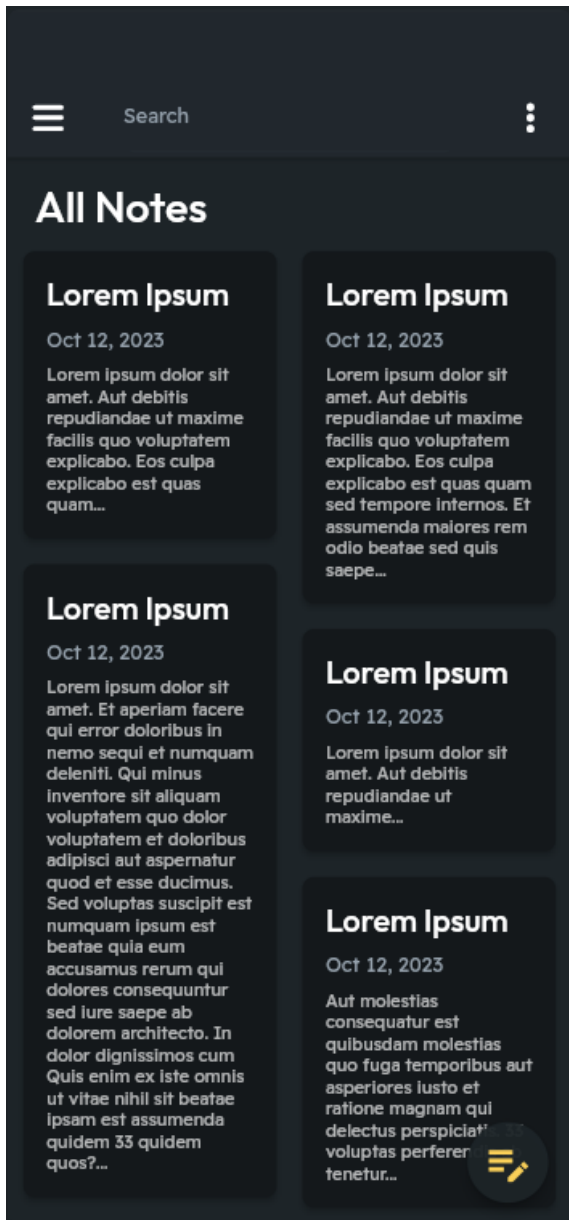 Search
All Notes
Lorem Ipsum
Oct 12, 2023
Lorem ipsum dolor sit
amet. Aut debitis
repudiandae ut maxime
facilis quo voluptatem
explicabo. Eos culpa
explicabo est quas
quam...
Lorem Ipsum
Oct 12, 2023
Lorem ipsum dolor sit
amet. Et aperiam facere
qui error doloribus in
nemo sequi et numquam
deleniti. Qui minus
inventore sit aliquam
voluptatem quo dolor
voluptatem et doloribus
adipisci aut aspernatur
quod et esse ducimus.
Sed voluptas suscipit est
numquam ipsum est
beatae quia eum
accusamus rerum qui
dolores consequuntur
sed iure saepe ab
dolorem architecto. In
dolor dignissimos cum
Quis enim ex iste omnis
ut vitae nihil sit beatae
ipsam est assumenda
quidem 33 quidem
quos?...
Lorem Ipsum
Oct 12, 2023
Lorem ipsum dolor sit
amet. Aut debitis
repudiandae ut maxime
facilis quo voluptatem
explicabo. Eos culpa
explicabo est quas quam
sed tempore internos. Et
assumenda maiores rem
odio beatae sed quis
saepe...
Lorem Ipsum
Oct 12, 2023
Lorem ipsum dolor sit
amet. Aut debitis
repudiandae ut
maxime...
Lorem Ipsum
Oct 12, 2023
Aut molestias
consequatur est
quibusdam molestias
quo fuga temporibus aut
asperiores iusto et
ratione magnam qui
delectus 33
voluptas
tenetur...